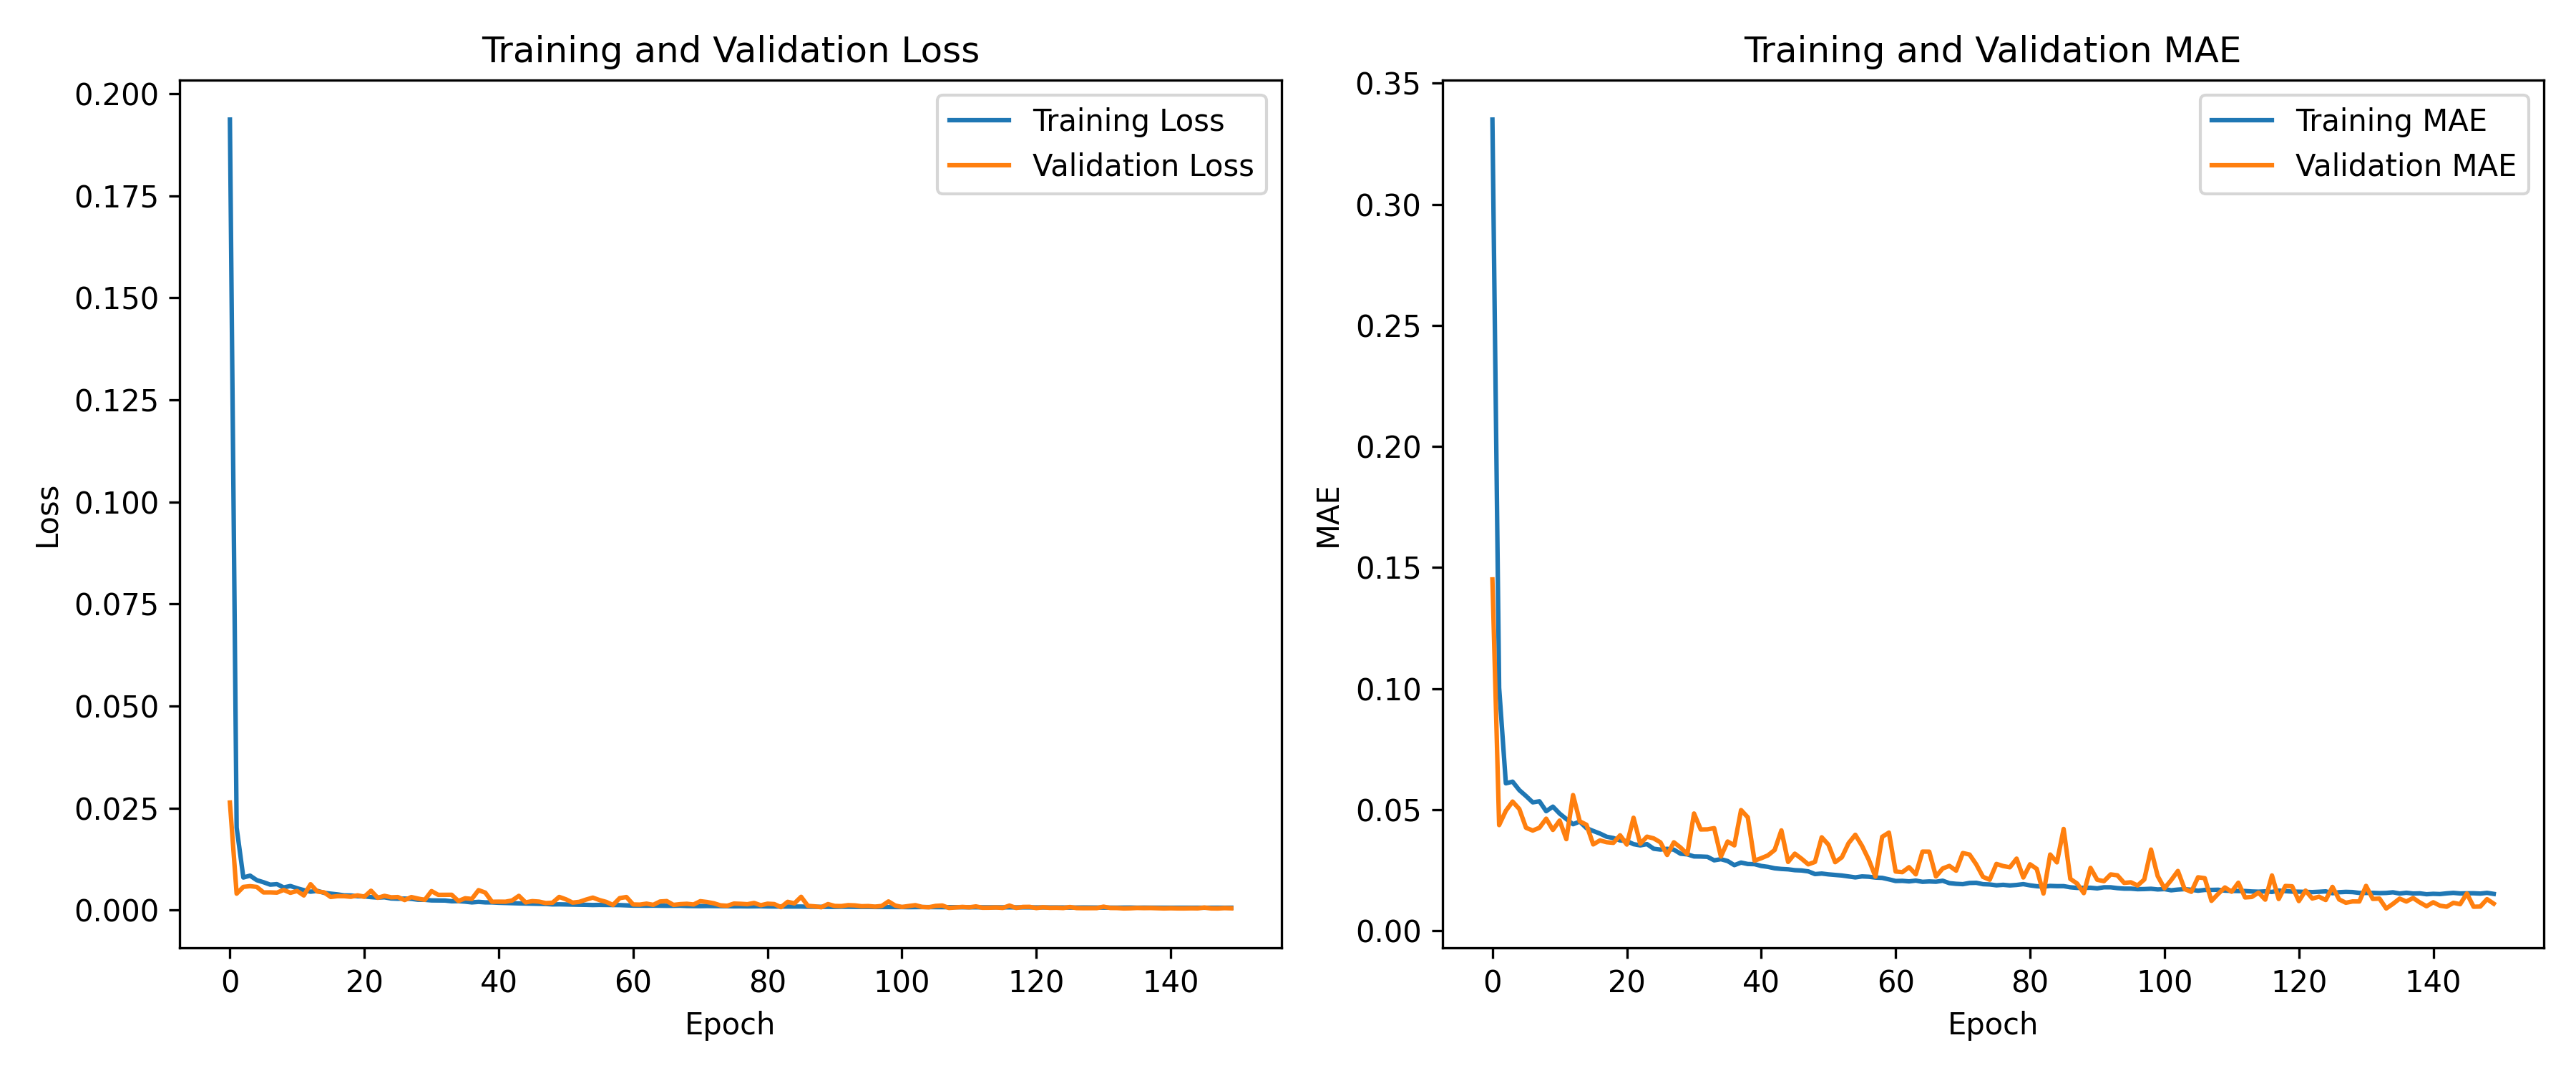 Training and Validation Loss
0.200
0.175
0.150
0.125
0.100
0.075
0.050
0.025
0.000
Loss
Training Loss
Validation Loss
0 20 40 60 80 100 120 140
Epoch
Training and Validation MAE
0.35
0.30
0.25
0.20
0.15
0.10
0.05
0.00
MAE
Training MAE
Validation MAE
0 20 40 60 80 100 120 140
Epoch